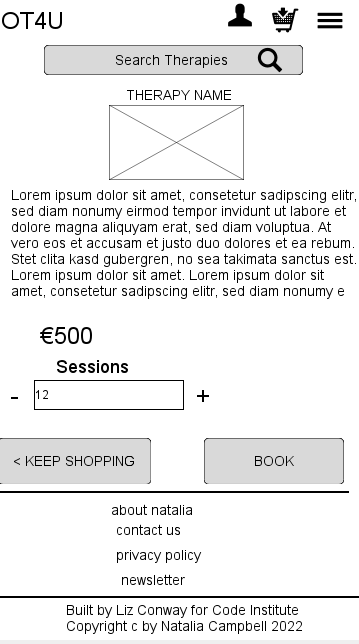 OT4U
Search Therapies
THERAPY NAME
Lorem ipsum dolor sit amet, consetetur sadipscing elitr,
sed diam nonumy eirmod tempor invidunt ut labore et
dolore magna aliquyam erat, sed diam voluptua. At
vero eos et accusam et justo duo dolores et ea rebum.
Stet clita kasd gubergren, no sea takimata sanctus est.
Lorem ipsum dolor sit amet. Lorem ipsum dolor sit
amet, consetetur sadipscing elitr, sed diam nonumy e
€500
Sessions
- 12 +
< KEEP SHOPPING BOOK
about natalia
contact us
privacy policy
newsletter
Built by Liz Conway for Code Institute
Copyright c by Natalia Campbell 2022